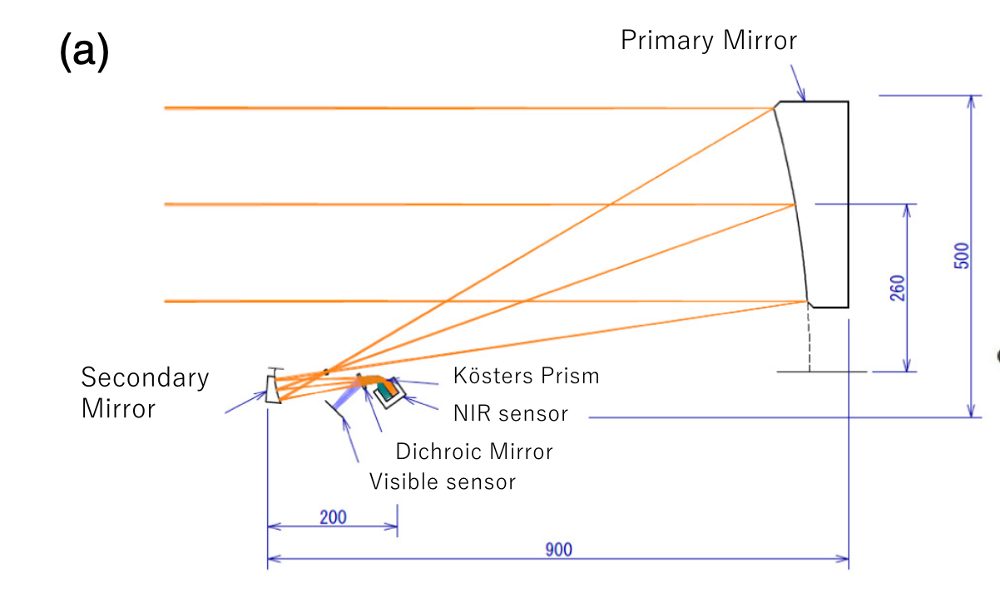 (a)
Primary Mirror
500
260
Secondary
Mirror
Kösters Prism
NIR sensor
Dichroic Mirror
Visible sensor
200
900